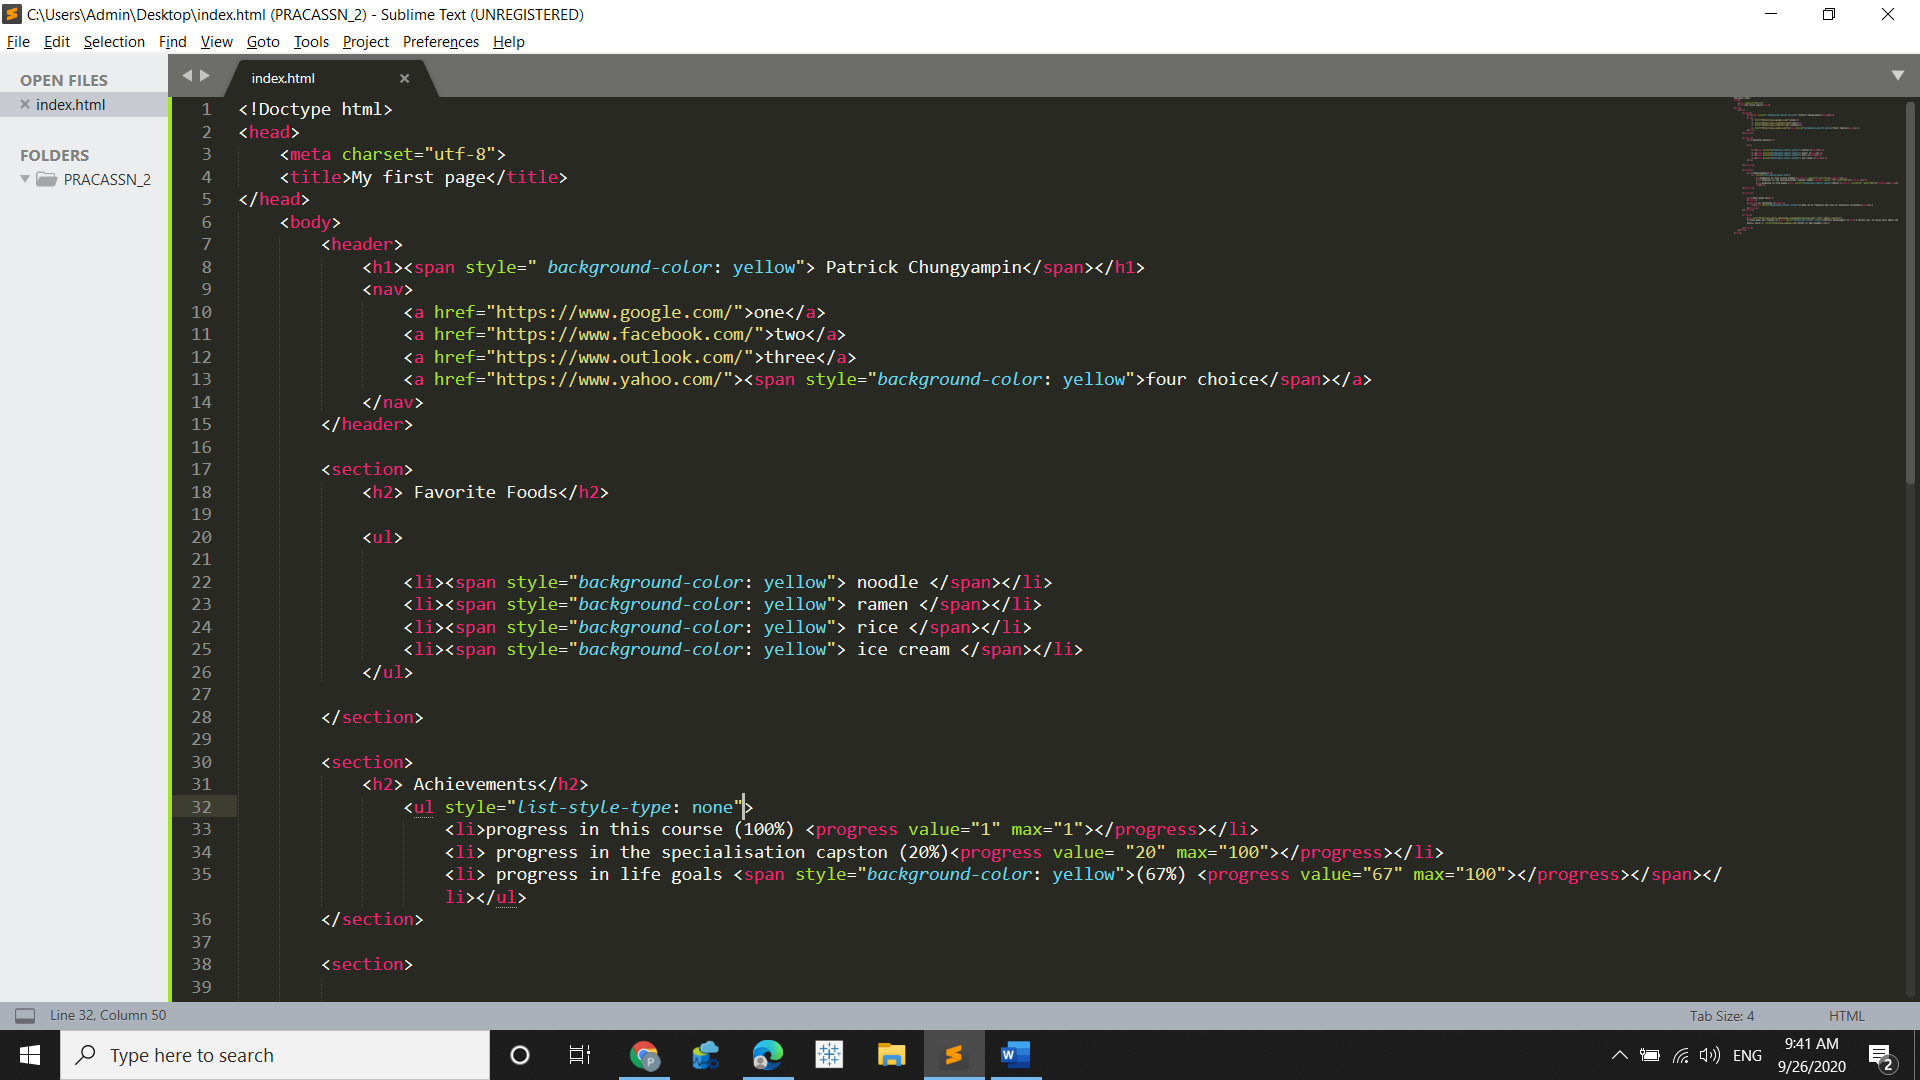 C:\Users\Admin\Desktop\index.html (PRACASSN_2) - Sublime Text (UNREGISTERED)
File Edit Selection Find View Goto Tools Project Preferences Help
OPEN FILES
index.html
FOLDERS
PRACASSN_2
index.html
1 <!Doctype html>
2 <head>
3 <meta charset="utf-8">
4 <title>My first page</title>
5 </head>
6 <body>
7 <header>
8 <h1><span style=" background-color: yellow"> Patrick Chungyampin</span></h1>
9 <nav>
10 <a href="https://www.google.com/">one</a>
11 <a href="https://www.facebook.com/">two</a>
12 <a href="https://www.outlook.com/">three</a>
13 <a href="https://www.yahoo.com/"><span style="background-color: yellow">four choice</span></a>
14 </nav>
15 </header>
16
17 <section>
18 <h2> Favorite Foods</h2>
19
20 <ul>
21
22 <li><span style="background-color: yellow"> noodle </span></li>
23 <li><span style="background-color: yellow"> ramen </span></li>
24 <li><span style="background-color: yellow"> rice </span></li>
25 <li><span style="background-color: yellow"> ice cream </span></li>
26 </ul>
27
28 </section>
29
30 <section>
31 <h2> Achievements</h2>
32 <ul style="list-style-type: none">
33 <li>progress in this course (100%) <progress value="1" max="1"></progress></li>
34 <li> progress in the specialisation capston (20%)<progress value= "20" max="100"></progress></li>
35 <li> progress in life goals <span style="background-color: yellow">(67%) <progress value="67" max="100"></progress></span></
li></ul>
36 </section>
37
38 <section>
39
Line 32, Column 50
Tab Size: 4
HTML
Type here to search
ENG
9:41 AM
9/26/2020
2